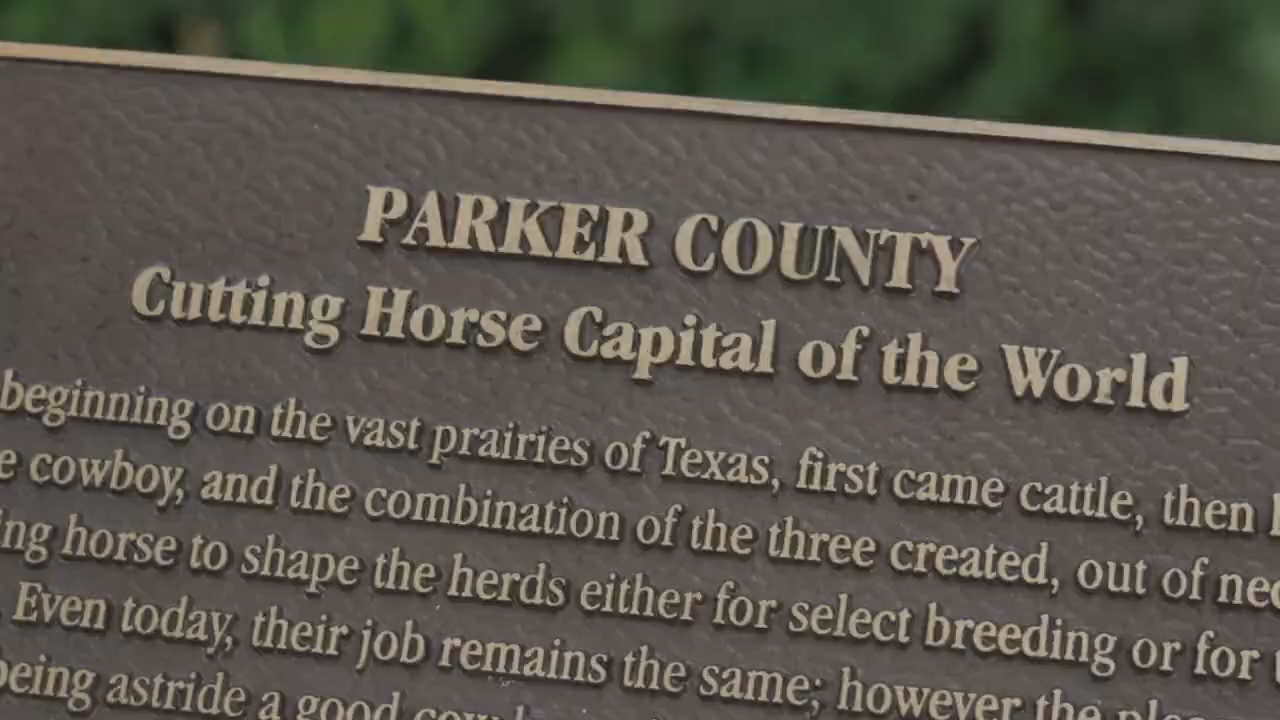 PARKER COUNTY
Cutting Horse Capital of the World
beginning on the vast prairies of Texas, first came cattle, then
cowboy, and the combination of the three created, out of
ing horse to shape the herds either for select breeding or for
Even today, their job remains the same; however the
being astride a good